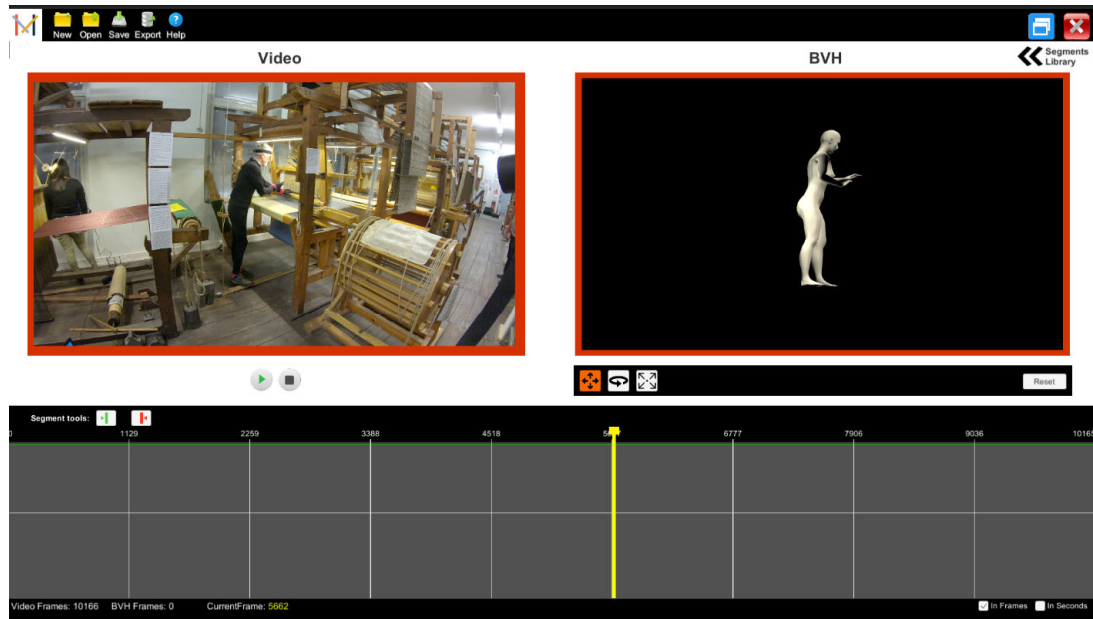 New Open Save Export Help
Video
BVH
Segments
Library
Reset
Segment tools:
1129 2259 3388 4518 6777 7906 9036 10165
Video Frames: 10166 BVH Frames: 0 CurrentFrame: 5662
In Frames In Seconds